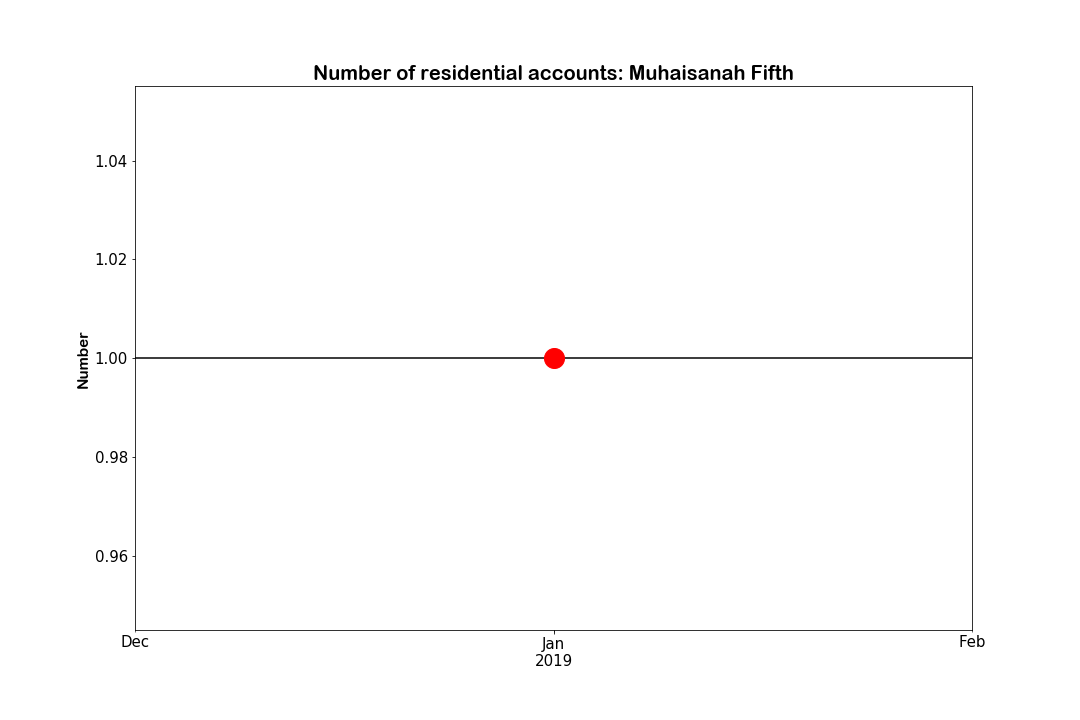 Number of residential accounts: Muhaisanah Fifth
1.04
1.02
1.00
0.98
0.96
Number
Dec
Jan
2019
Feb